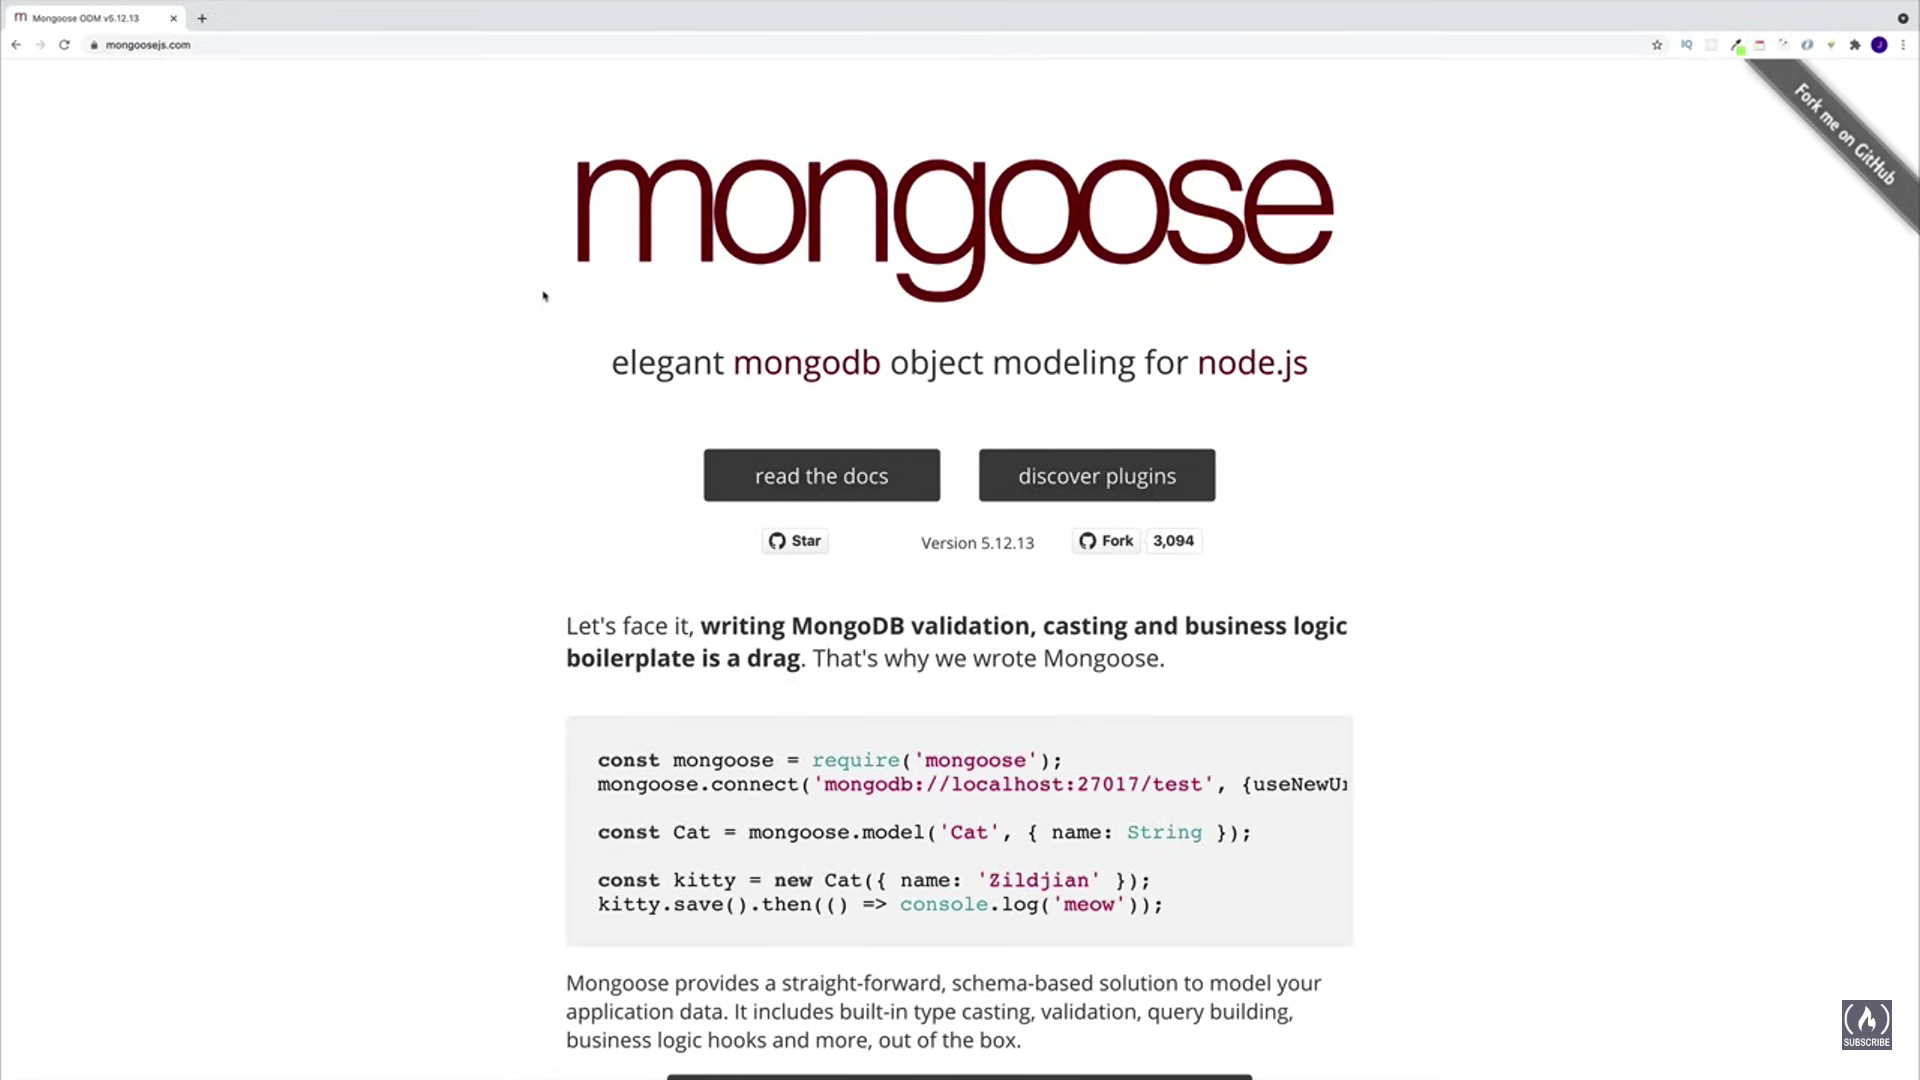 Mongoose ODM v5.12.13
mongoosejs.com
IQ
J
Fork me on GitHub
mongoose
elegant mongodb object modeling for node.js
read the docs
discover plugins
Star
Version 5.12.13
Fork
3,094
Let's face it, writing MongoDB validation, casting and business logic
boilerplate is a drag. That's why we wrote Mongoose.
const mongoose = require('mongoose');
mongoose.connect('mongodb://localhost:27017/test', {useNewU
const Cat = mongoose.model('Cat', { name: String });
const kitty = new Cat({ name: 'Zildjian' });
kitty.save().then(() => console.log('meow'));
Mongoose provides a straight-forward, schema-based solution to model your
application data. It includes built-in type casting, validation, query building,
business logic hooks and more, out of the box.
SUBSCRIBE